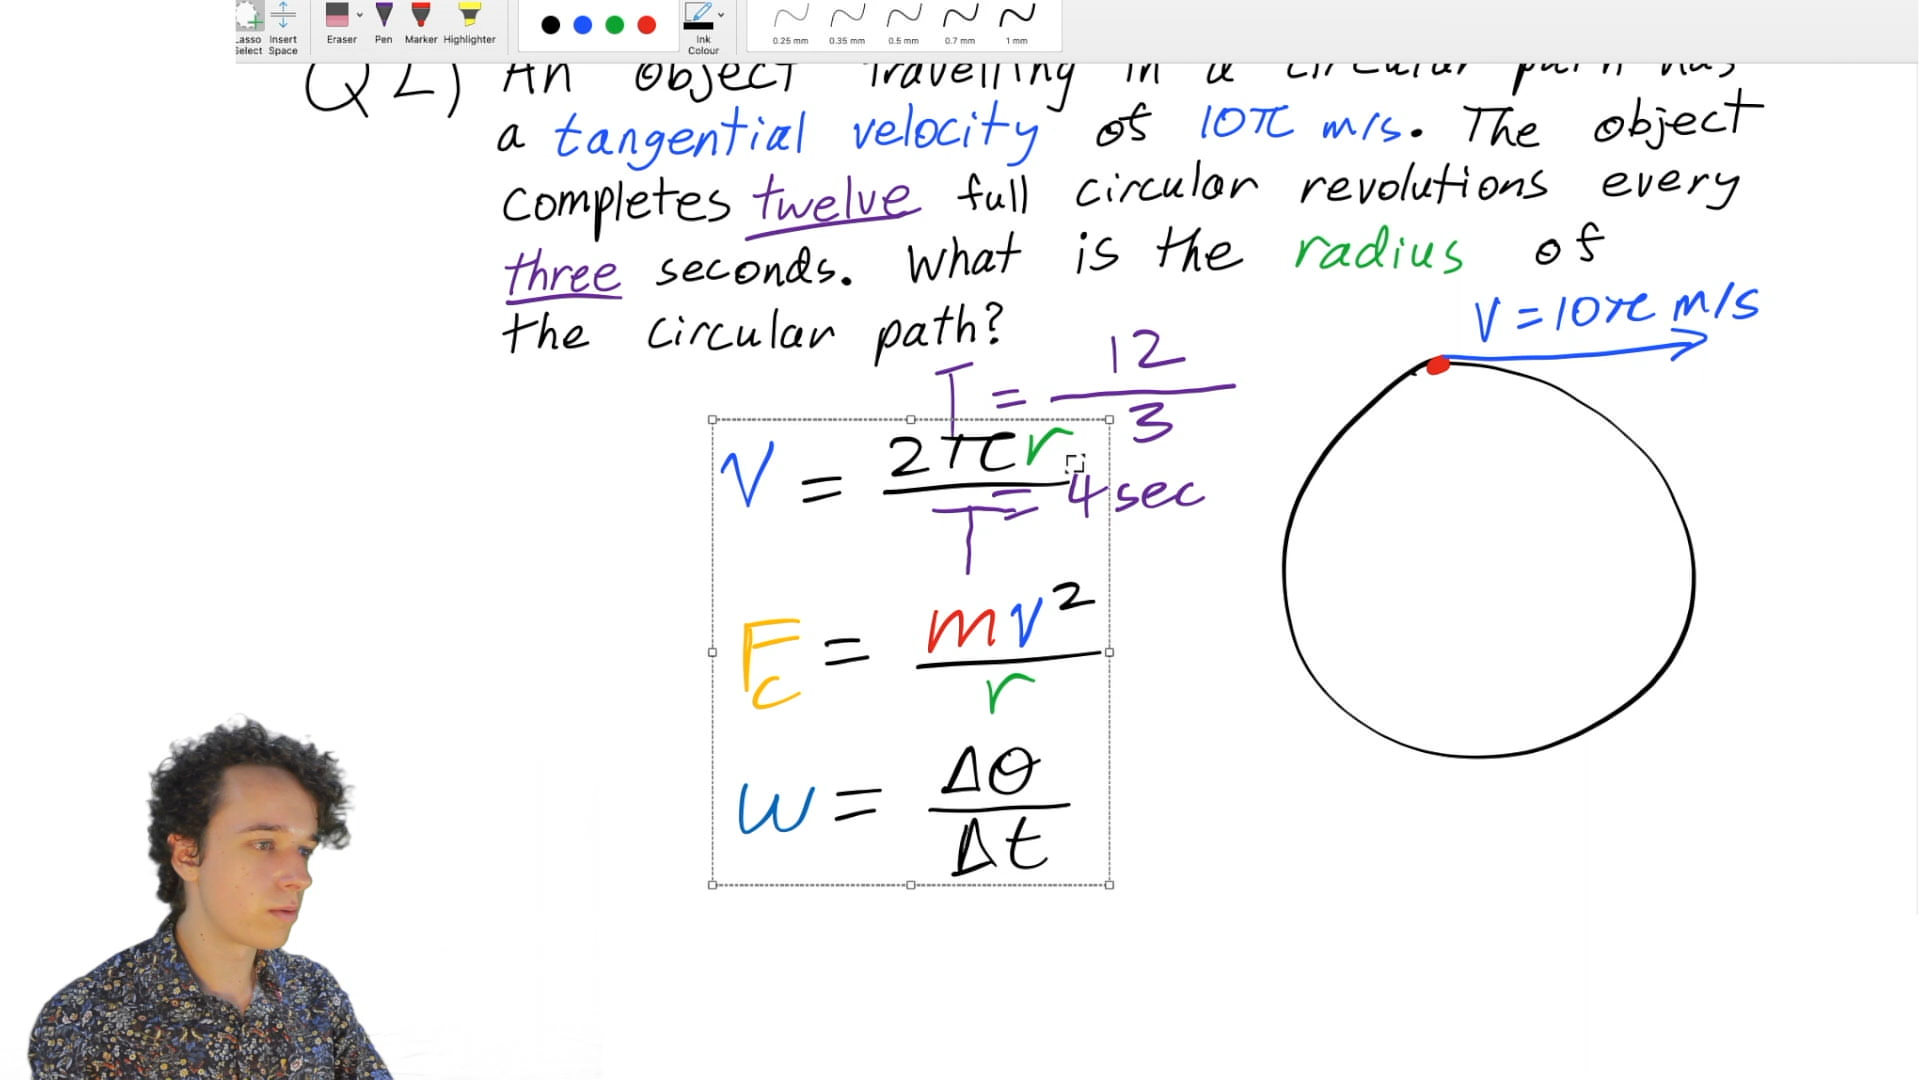 Lasso Select Insert Space Eraser Pen Marker Highlighter Ink Colour 0.25 mm 0.35 mm 0.5 mm 0.7 mm 1 mm
Q2) An object travelling in a circular path has
a tangential velocity of 10π m/s. The object
completes twelve full circular revolutions every
three seconds. What is the radius of
the circular path?
V = 10π m/s
T = 12/3
= 4 sec
V = 2πr/T
Fc = mv²/r
w = Δθ/Δt